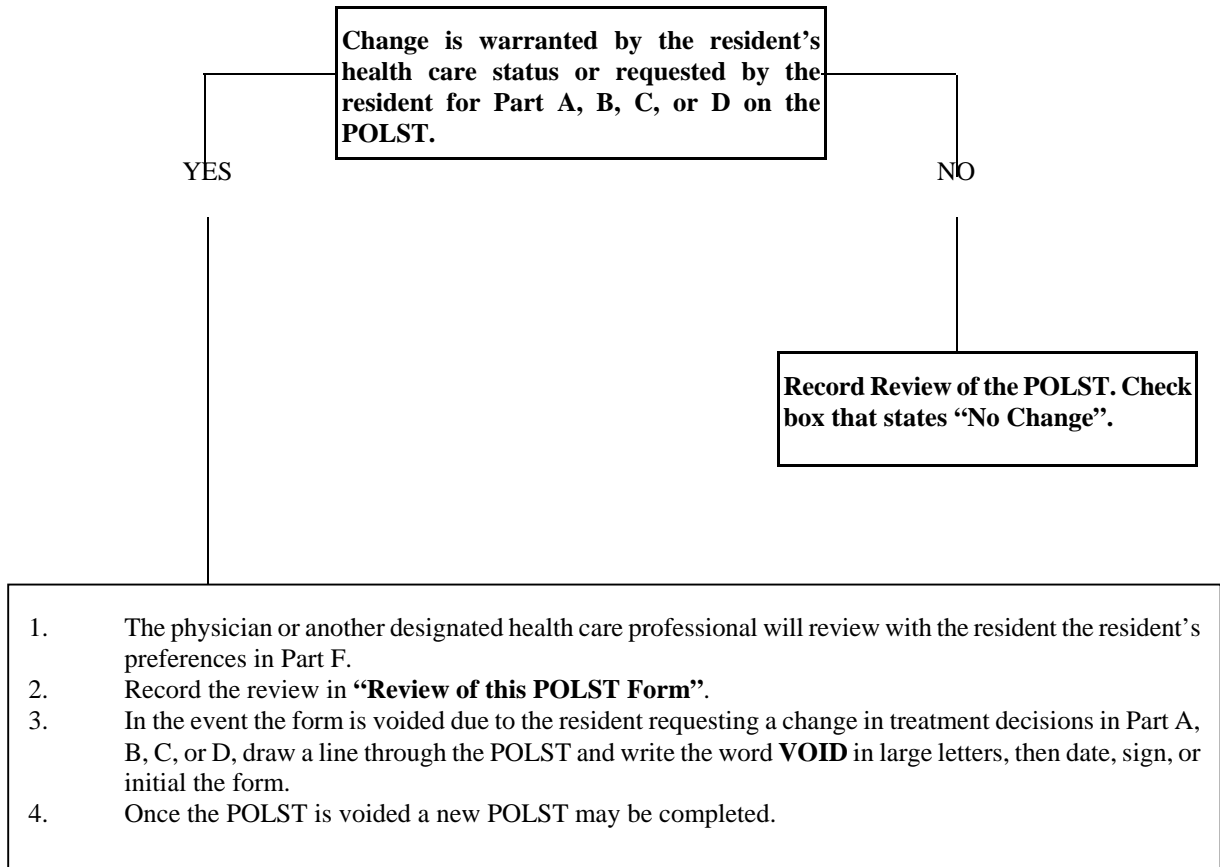 Change is warranted by the resident’s
health care status or requested by the
resident for Part A, B, C, or D on the
POLST.
YES
NO
Record Review of the POLST. Check
box that states “No Change”.
1. The physician or another designated health care professional will review with the resident the resident’s
preferences in Part F.
2. Record the review in “Review of this POLST Form”.
3. In the event the form is voided due to the resident requesting a change in treatment decisions in Part A,
B, C, or D, draw a line through the POLST and write the word VOID in large letters, then date, sign, or
initial the form.
4. Once the POLST is voided a new POLST may be completed.